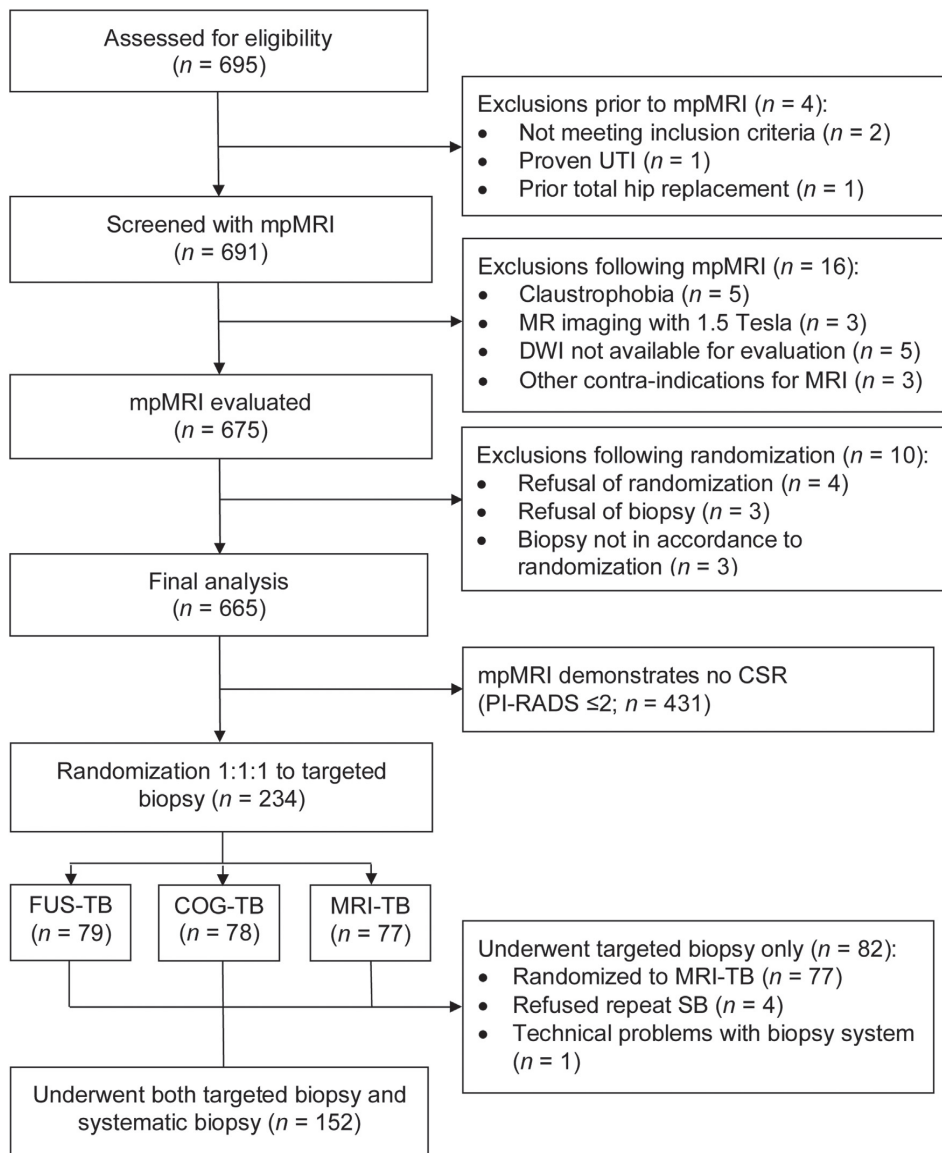 Assessed for eligibility
(n = 695)
Exclusions prior to mpMRI (n = 4):
• Not meeting inclusion criteria (n = 2)
• Proven UTI (n = 1)
• Prior total hip replacement (n = 1)
Screened with mpMRI
(n = 691)
Exclusions following mpMRI (n = 16):
• Claustrophobia (n = 5)
• MR imaging with 1.5 Tesla (n = 3)
• DWI not available for evaluation (n = 5)
• Other contra-indications for MRI (n = 3)
mpMRI evaluated
(n = 675)
Exclusions following randomization (n = 10):
• Refusal of randomization (n = 4)
• Refusal of biopsy (n = 3)
• Biopsy not in accordance to
randomization (n = 3)
Final analysis
(n = 665)
mpMRI demonstrates no CSR
(PI-RADS ≤2; n = 431)
Randomization 1:1:1 to targeted
biopsy (n = 234)
FUS-TB
(n = 79)
COG-TB
(n = 78)
MRI-TB
(n = 77)
Underwent targeted biopsy only (n = 82):
• Randomized to MRI-TB (n = 77)
• Refused repeat SB (n = 4)
• Technical problems with biopsy system
(n = 1)
Underwent both targeted biopsy and
systematic biopsy (n = 152)